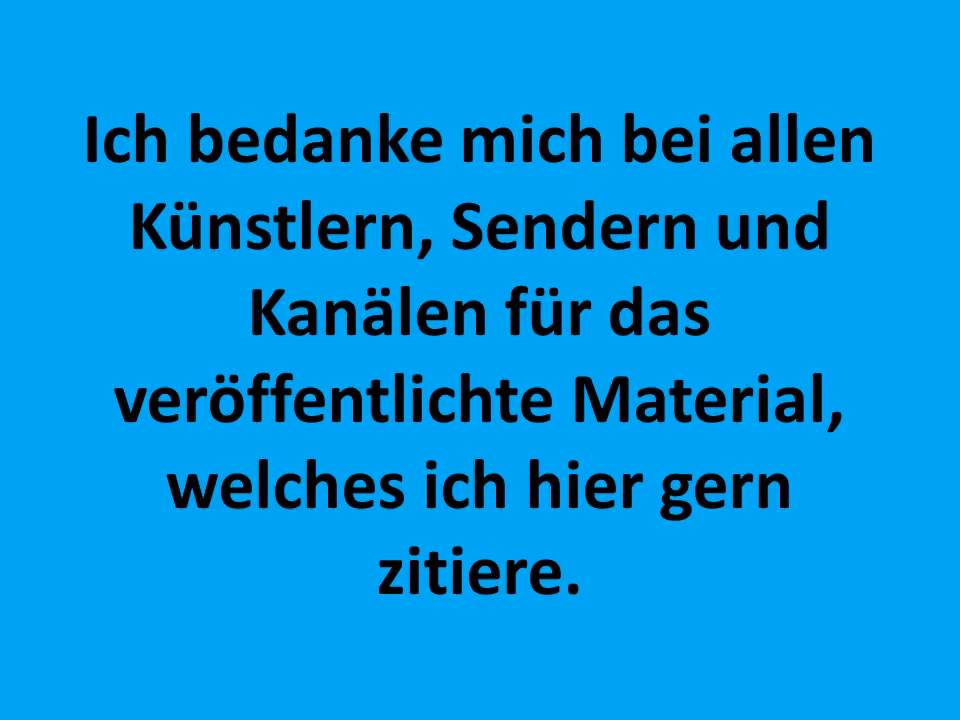 Ich bedanke mich bei allen
Künstlern, Sendern und
Kanälen für das
veröffentlichte Material,
welches ich hier gern
zitiere.